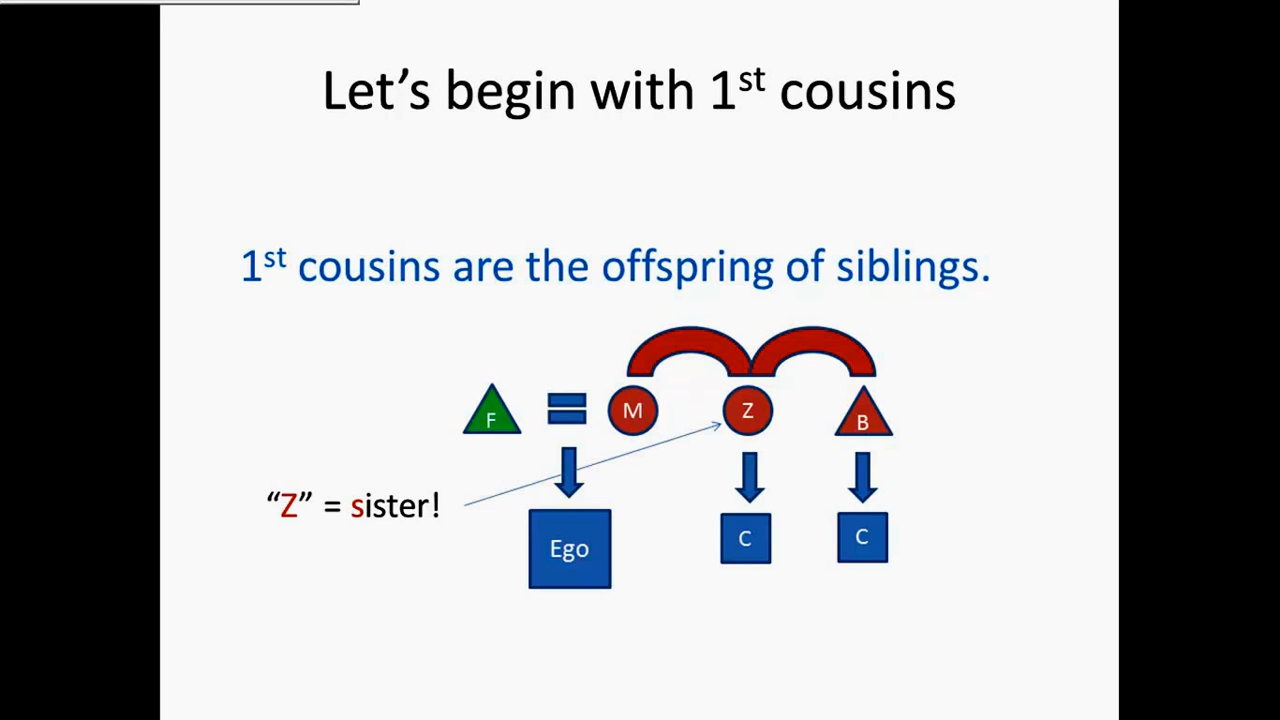 Let's begin with 1st cousins
1st cousins are the offspring of siblings.
F M Z B
"Z" = sister!
Ego C C